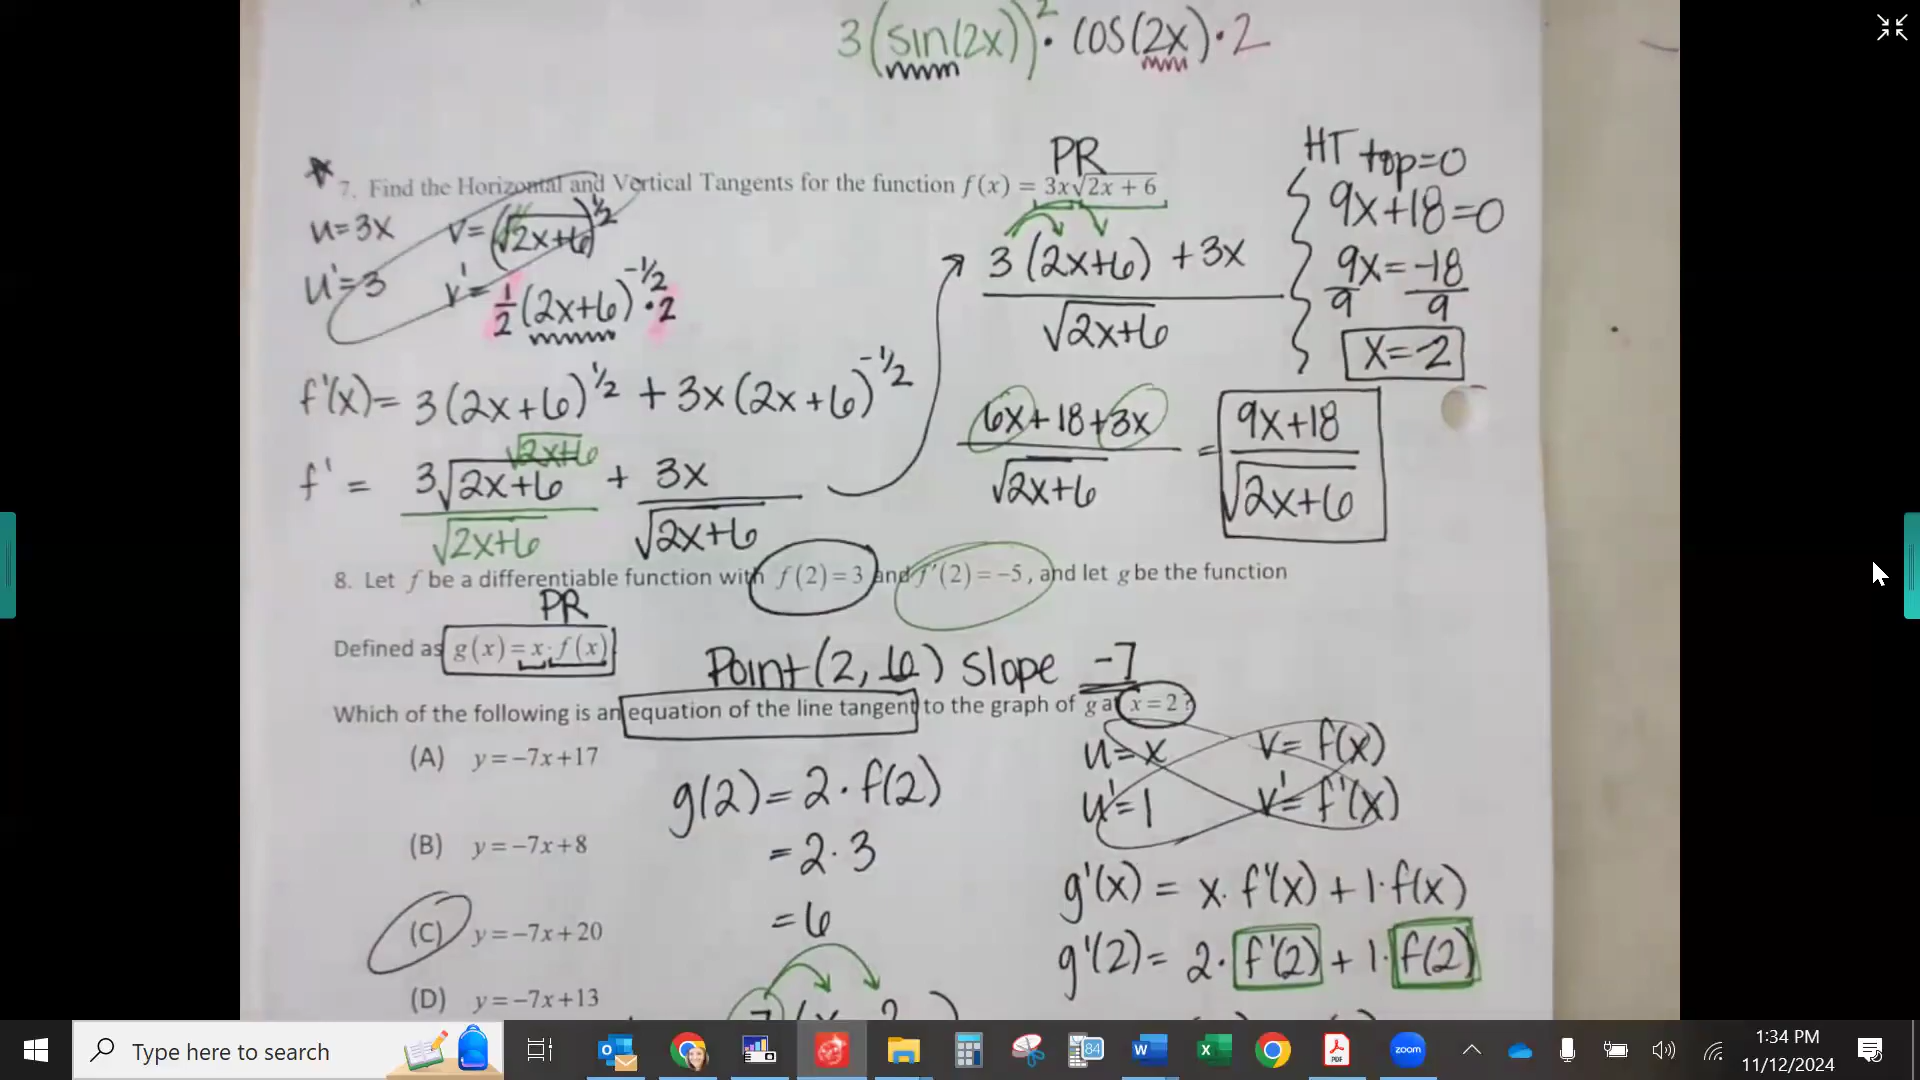 3(sin(2x))²·cos(2x)·2
7. Find the Horizontal and Vertical Tangents for the function f(x) = 3x√2x + 6
PR
u=3x v=(√2x+6)^½
u'=3 v'=½(2x+6)^-½·2
f'(x)= 3(2x+6)^½ + 3x(2x+6)^-½
f' = 3√2x+6 √2x+6 / √2x+6 + 3x / √2x+6
3(2x+6) + 3x / √2x+6
6x+18+3x / √2x+6 = 9x+18 / √2x+6
HT top=0
9x+18=0
9x=-18
9 9
x=-2
8. Let f be a differentiable function with f(2)=3 and f'(2)=-5, and let g be the function
PR
Defined as g(x)=x·f(x)
Point (2, 6) Slope -7
Which of the following is an equation of the line tangent to the graph of g at x=2?
(A) y=-7x+17
(B) y=-7x+8
(C) y=-7x+20
(D) y=-7x+13
g(2)= 2·f(2)
=2·3
=6
u=x v=f(x)
u'=1 v'=f'(x)
g'(x) = x·f'(x) + 1·f(x)
g'(2)= 2·f'(2) + 1·f(2)
Type here to search
84
zoom
1:34 PM
11/12/2024